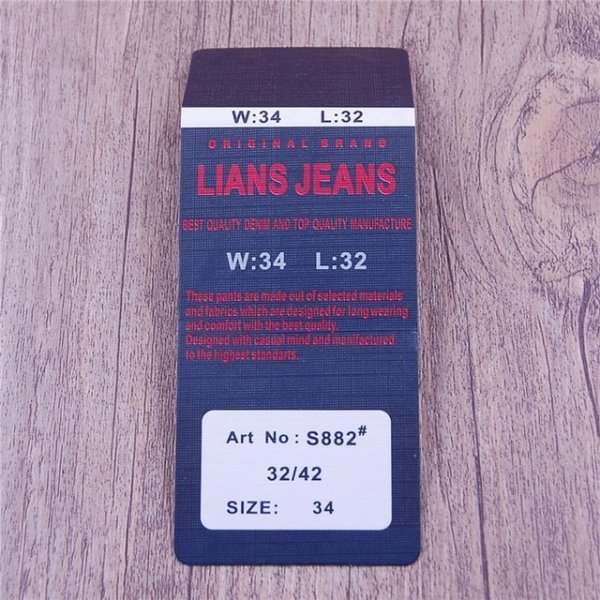 W:34 L:32
ORIGINAL BRAND
LIANS JEANS
BEST QUALITY DENIM AND TOP QUALITY MANUFACTURE
W:34 L:32
These pants are made out of selected materials
and fabrics which are designed for long wearing
and comfort with the best quality.
Designed with casual mind and manifactured
to the highest standarts.
Art No: S882#
32/42
SIZE: 34